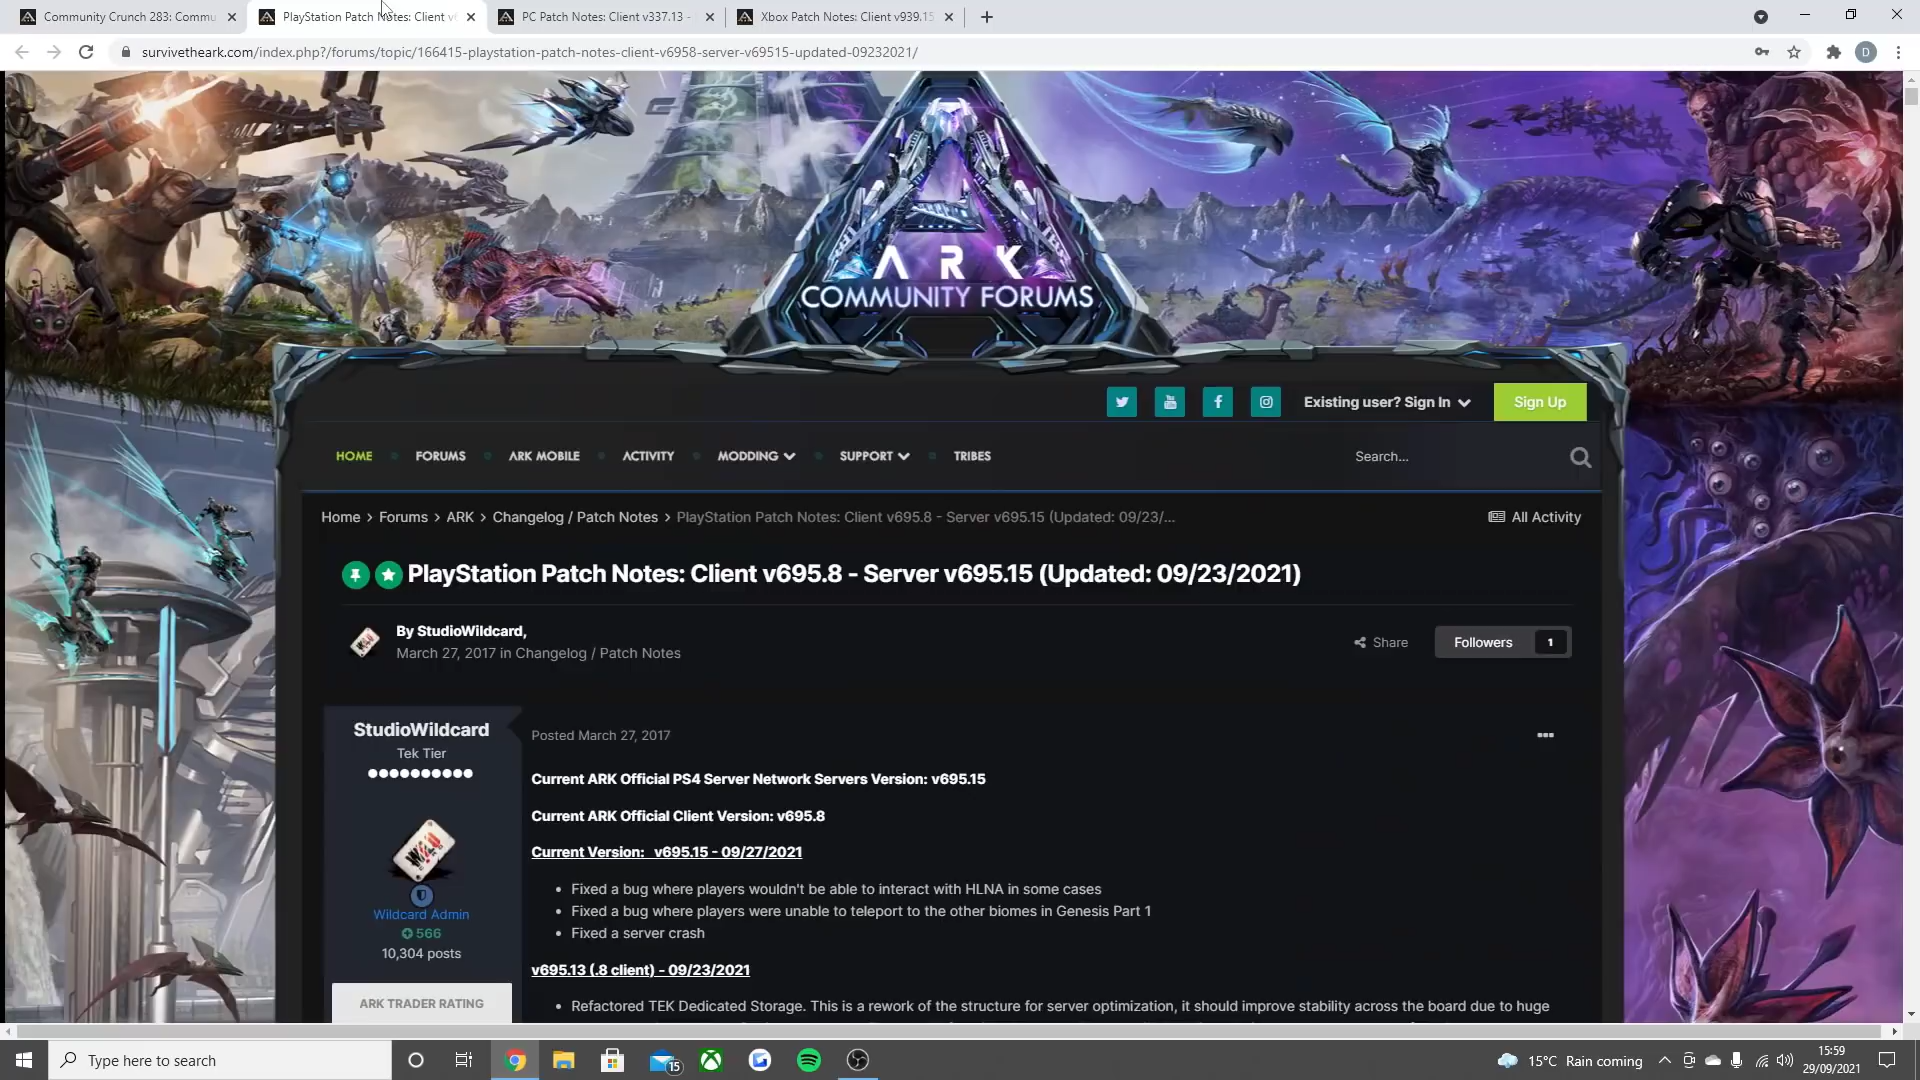 Community Crunch 283: Commu
PlayStation Patch Notes: Client v6
PC Patch Notes: Client v337.13 -
Xbox Patch Notes: Client v939.15
survivetheark.com/index.php?/forums/topic/166415-playstation-patch-notes-client-v6958-server-v69515-updated-09232021/
D
ARK
COMMUNITY FORUMS
Existing user? Sign In
Sign Up
HOME
FORUMS
ARK MOBILE
ACTIVITY
MODDING
SUPPORT
TRIBES
Search...
Home > Forums > ARK > Changelog / Patch Notes > PlayStation Patch Notes: Client v695.8 - Server v695.15 (Updated: 09/23/...
All Activity
PlayStation Patch Notes: Client v695.8 - Server v695.15 (Updated: 09/23/2021)
By StudioWildcard,
March 27, 2017 in Changelog / Patch Notes
Share
Followers 1
StudioWildcard
Tek Tier
Wildcard Admin
566
10,304 posts
ARK TRADER RATING
Posted March 27, 2017
Current ARK Official PS4 Server Network Servers Version: v695.15
Current ARK Official Client Version: v695.8
Current Version: v695.15 - 09/27/2021
• Fixed a bug where players wouldn't be able to interact with HLNA in some cases
• Fixed a bug where players were unable to teleport to the other biomes in Genesis Part 1
• Fixed a server crash
v695.13 (.8 client) - 09/23/2021
• Refactored TEK Dedicated Storage. This is a rework of the structure for server optimization, it should improve stability across the board due to huge
Type here to search
15
15°C Rain coming
15:59
29/09/2021